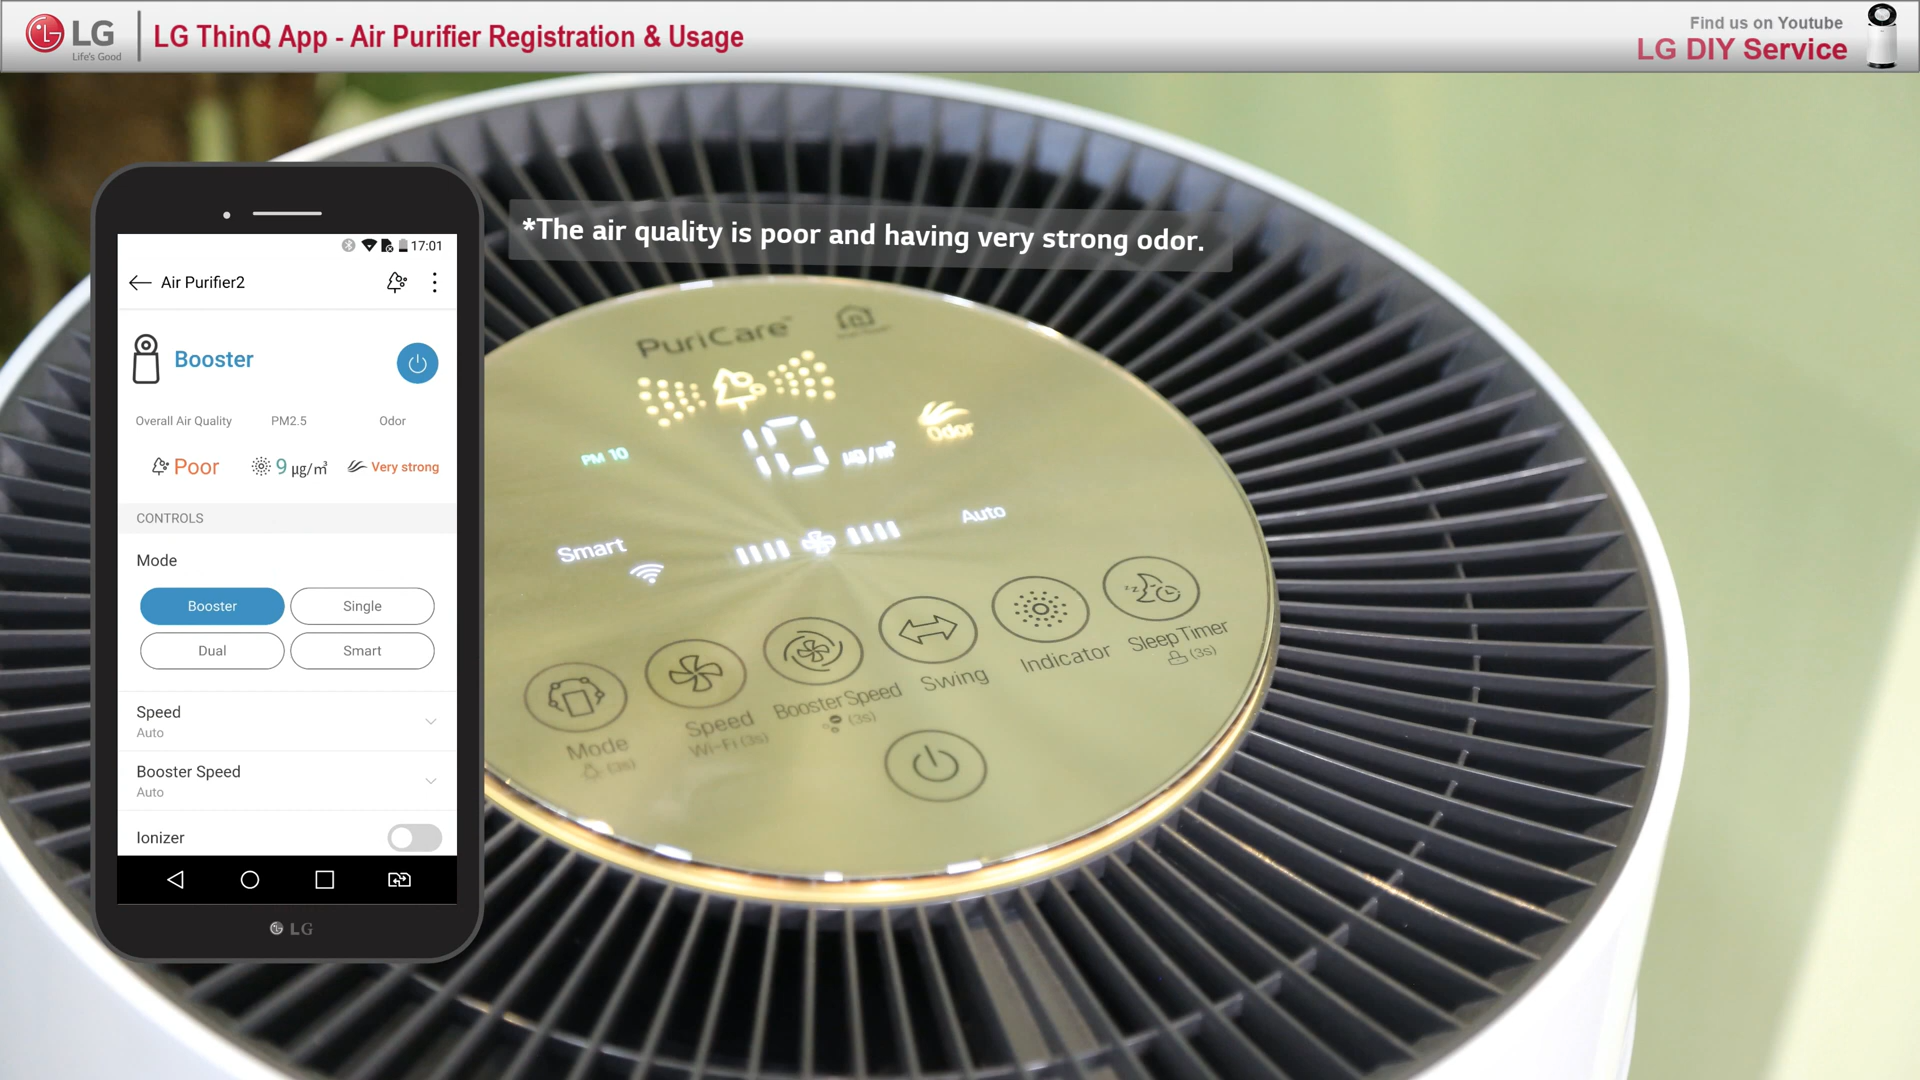 LG
Life's Good
LG ThinQ App - Air Purifier Registration & Usage
Find us on Youtube
LG DIY Service
*The air quality is poor and having very strong odor.
17:01
Air Purifier2
Booster
Overall Air Quality PM2.5 Odor
Poor 9 µg/m³ Very strong
CONTROLS
Mode
Booster Single
Dual Smart
Speed
Auto
Booster Speed
Auto
Ionizer
LG
PuriCare™
PM 10 10 µg/m³ Odor
Smart Auto
Mode
(3s)
Speed
Wi-Fi (3s)
Booster Speed
(3s)
Swing
Indicator
Sleep Timer
(3s)